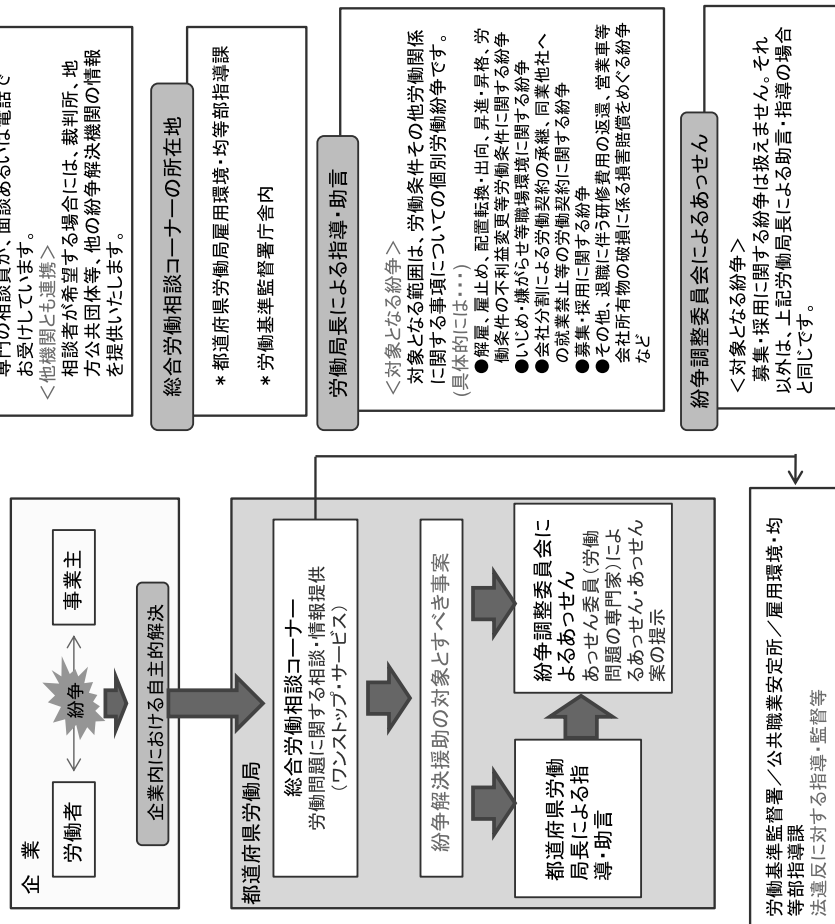 企　業
労働者
紛争
事業主
企業内における自主的解決
都道府県労働局
総合労働相談コーナー
労働問題に関する相談・情報提供
（ワンストップ・サービス）
紛争解決援助の対象とすべき事案
都道府県労働
局長による指
導・助言
紛争調整委員会に
よるあっせん
あっせん委員（労働
問題の専門家）によ
るあっせん・あっせん
案の提示
労働基準監督署／公共職業安定所／雇用環境・均
等部指導課
法違反に対する指導・監督等
専門の相談員が、面談あるいは電話で
お受けしています。
＜他機関とも連携＞
相談者が希望する場合には、裁判所、地
方公共団体等、他の紛争解決機関の情報
を提供いたします。
総合労働相談コーナーの所在地
＊都道府県労働局雇用環境・均等部指導課
＊労働基準監督署庁舎内
労働局長による指導・助言
＜対象となる紛争＞
対象となる範囲は、労働条件その他労働関係
に関する事項についての個別労働紛争です。
（具体的には・・・）
●解雇、雇止め、配置転換・出向、昇進・昇格、労
働条件の不利益変更等労働条件に関する紛争
●いじめ・嫌がらせ等職場環境に関する紛争
●会社分割による労働契約の承継、同業他社へ
の就業禁止等の労働契約に関する紛争
●募集・採用に関する紛争
●その他、退職に伴う研修費用の返還、営業車等
会社所有物の破損に係る損害賠償をめぐる紛争
など
紛争調整委員会によるあっせん
＜対象となる紛争＞
募集・採用に関する紛争は扱えません。それ
以外は、上記労働局長による助言・指導の場合
と同じです。